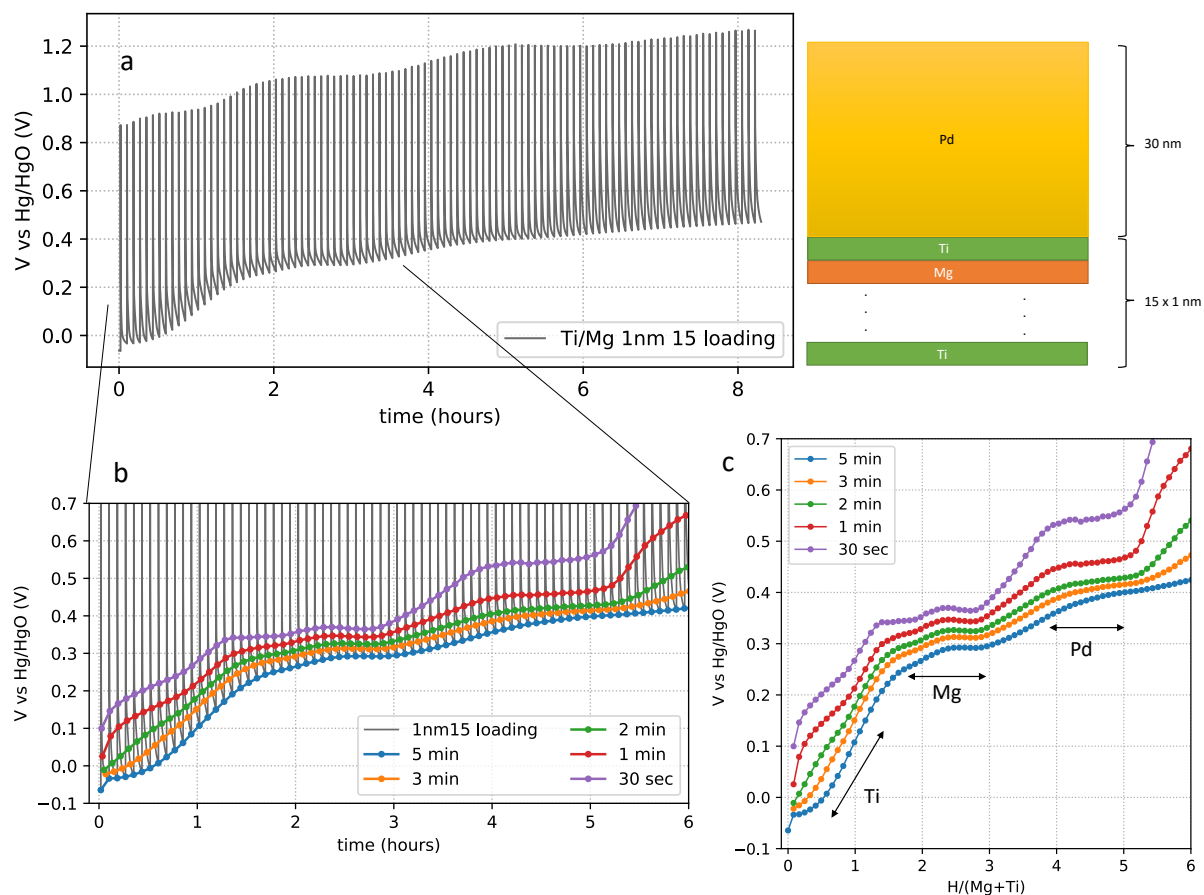 a
1.2
1.0
0.8
0.6
0.4
0.2
0.0
V vs Hg/HgO (V)
Ti/Mg 1nm 15 loading
0 2 4 6 8
time (hours)
Pd
30 nm
Ti
Mg
. .
. .
. .
15 x 1 nm
Ti
b
0.7
0.6
0.5
0.4
0.3
0.2
0.1
0.0
−0.1
V vs Hg/HgO (V)
1nm15 loading
5 min
3 min
2 min
1 min
30 sec
0 1 2 3 4 5 6
time (hours)
c
0.7
0.6
0.5
0.4
0.3
0.2
0.1
0.0
−0.1
V vs Hg/HgO (V)
5 min
3 min
2 min
1 min
30 sec
Pd
Mg
Ti
0 1 2 3 4 5 6
H/(Mg+Ti)